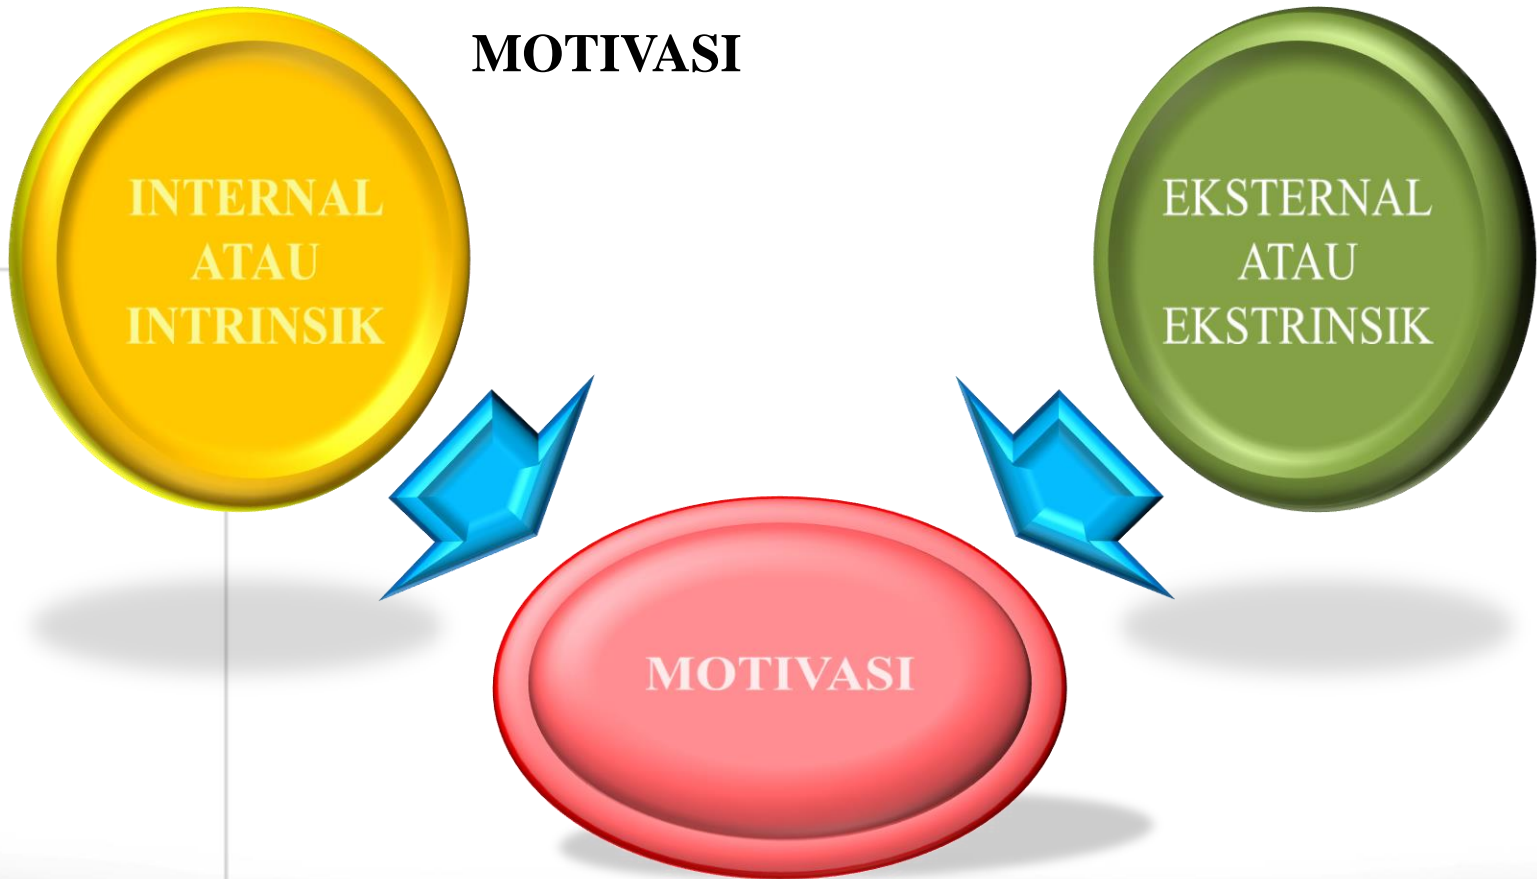 MOTIVASI
INTERNAL
ATAU
INTRINSIK
EKSTERNAL
ATAU
EKSTRINSIK
MOTIVASI